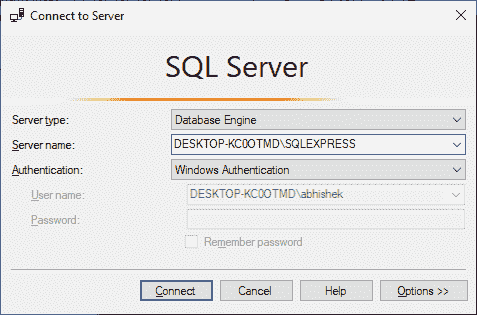 Connect to Server
SQL Server
Server type: Database Engine
Server name: DESKTOP-KC0OTMD\SQLEXPRESS
Authentication: Windows Authentication
User name: DESKTOP-KC0OTMD\abhishek
Password:
Remember password
Connect Cancel Help Options >>